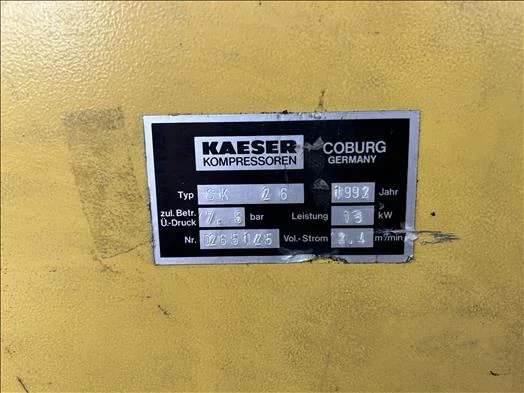 KAESER COBURG
KOMPRESSOREN GERMANY
Typ SK 26 1992 Jahr
zul. Betr.
Ü.-Druck 7.5 bar Leistung 15 kW
Nr. Vol.-Strom 2.4 m³/min